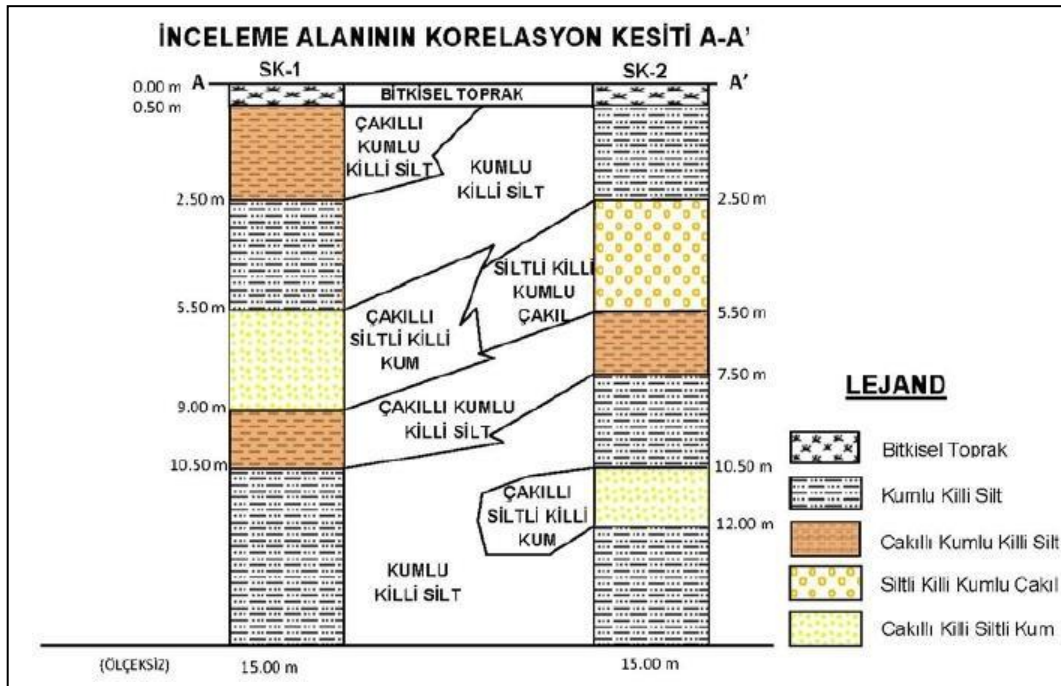 İNCELEME ALANININ KORELASYON KESİTİ A-A'
SK-1
SK-2
0.00 m
A
A'
0.50 m
BİTKİSEL TOPRAK
ÇAKILLI
KUMLU
KİLLİ SİLT
KUMLU
KİLLİ SİLT
2.50 m
2.50 m
SİLTLİ KİLLİ
KUMLU
ÇAKIL
5.50 m
5.50 m
ÇAKILLI
SİLTLİ KİLLİ
KUM
7.50 m
9.00 m
ÇAKILLI KUMLU
KİLLİ SİLT
10.50 m
10.50 m
ÇAKILLI
SİLTLİ KİLLİ
KUM
12.00 m
KUMLU
KİLLİ SİLT
(ÖLÇEKSİZ)
15.00 m
15.00 m
LEJAND
Bitkisel Toprak
Kumlu Killi Silt
Cakıllı Kumlu Killi Silt
Siltli Killi Kumlu Cakıl
Cakıllı Killi Siltli Kum